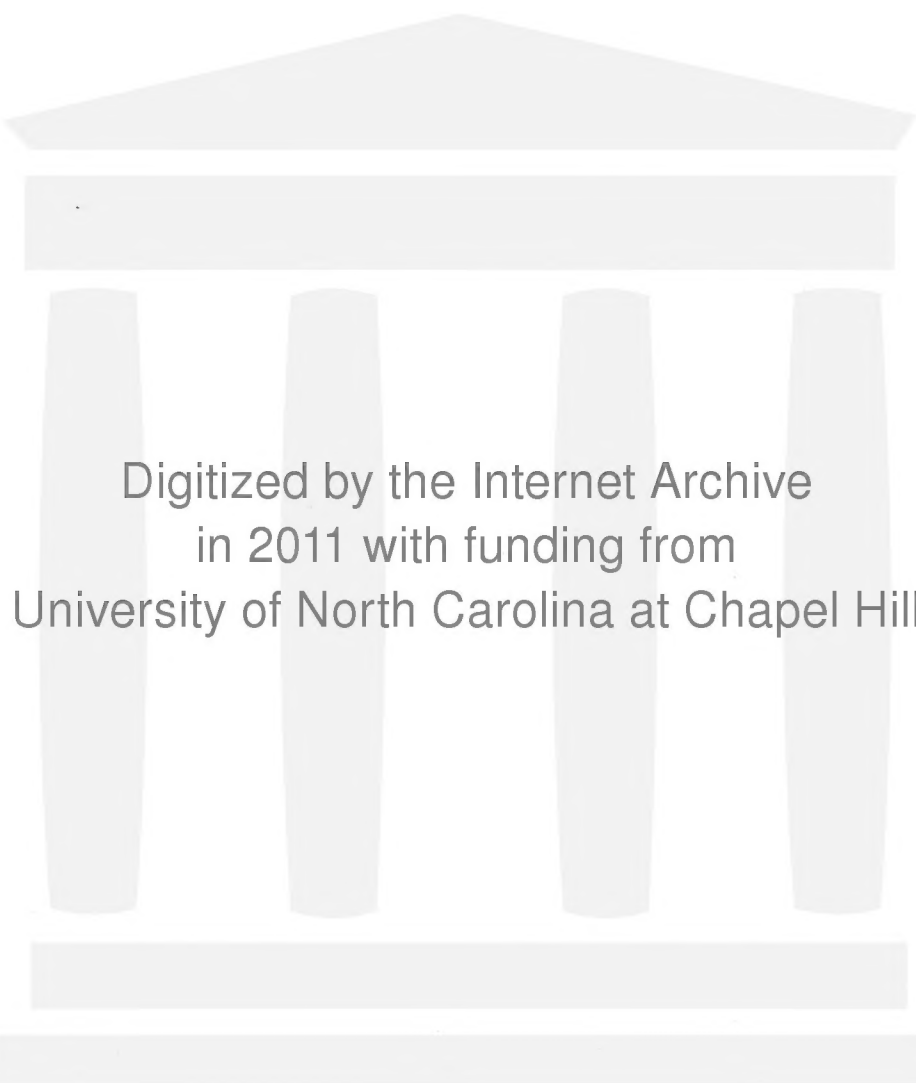 Digitized by the Internet Archive
in 2011 with funding from
University of North Carolina at Chapel Hill